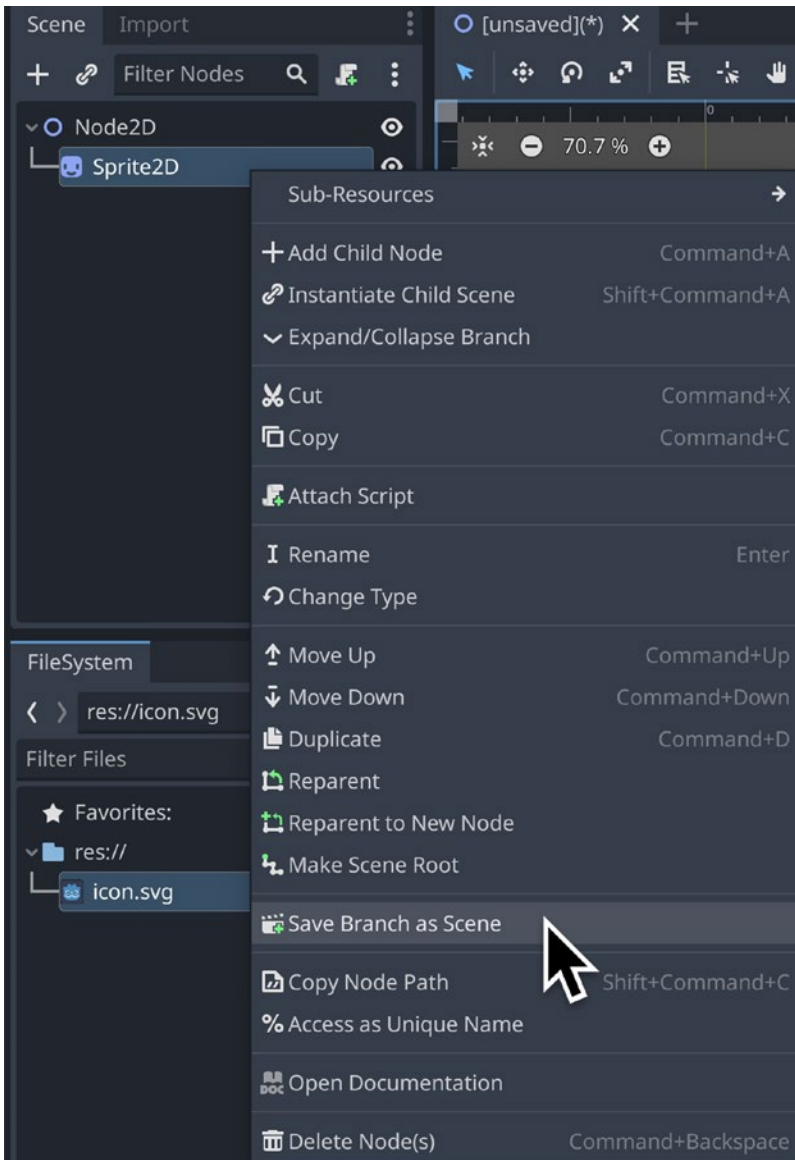 Scene Import
[unsaved](*)
Filter Nodes
Node2D
0
70.7 %
Sprite2D
Sub-Resources
Add Child Node Command+A
Instantiate Child Scene Shift+Command+A
Expand/Collapse Branch
Cut Command+X
Copy Command+C
Attach Script
Rename Enter
Change Type
Move Up Command+Up
Move Down Command+Down
Duplicate Command+D
Reparent
Reparent to New Node
Make Scene Root
Save Branch as Scene
Copy Node Path Shift+Command+C
% Access as Unique Name
DOC Open Documentation
Delete Node(s) Command+Backspace
FileSystem
res://icon.svg
Filter Files
Favorites:
res://
icon.svg